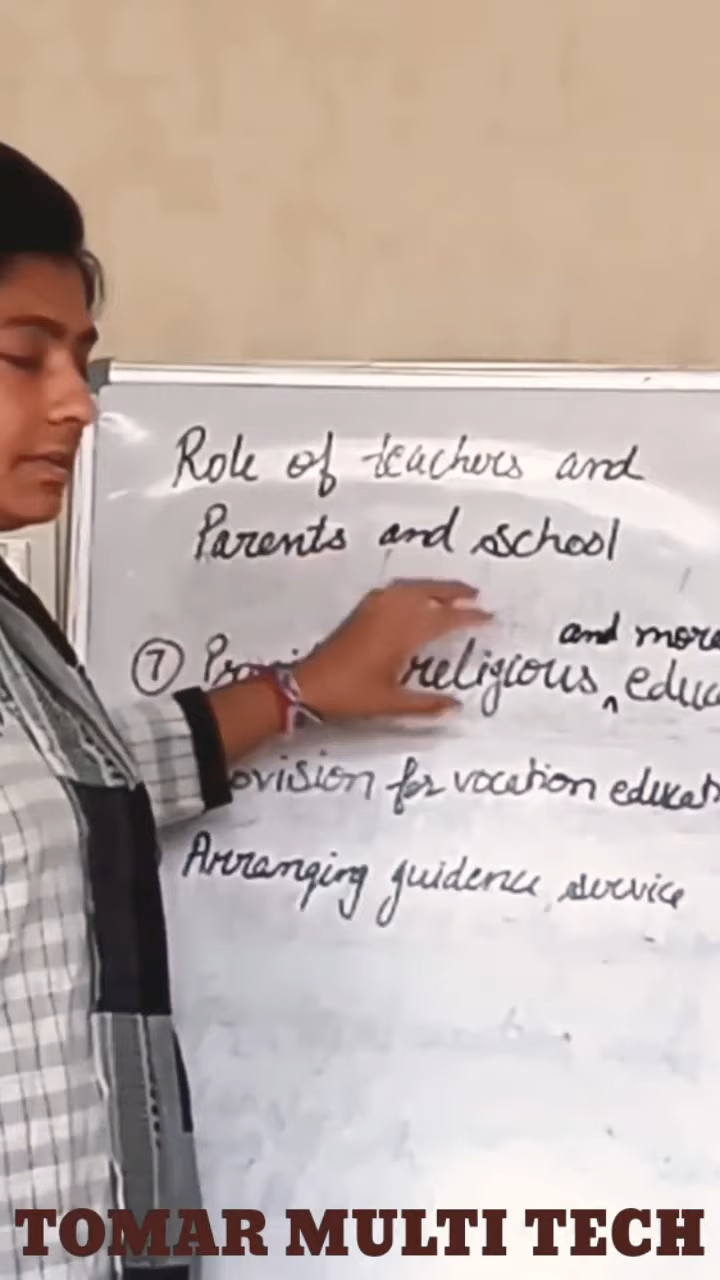 Role of teachers and
Parents and school
and more
⑦ religious ‸ educa
ovision for vocation educat
Arranging guidence service
TOMAR MULTI TECH